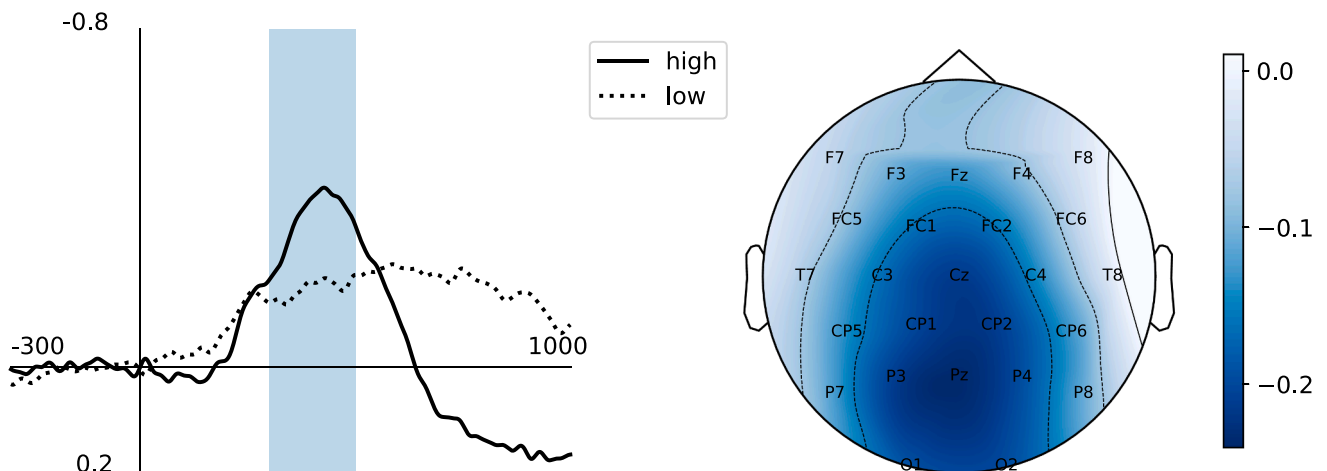 -0.8
-300
1000
0.2
high
low
F7
F8
F3
Fz
F4
FC5
FC1
FC2
FC6
T7
C3
Cz
C4
T8
CP5
CP1
CP2
CP6
P7
P3
Pz
P4
P8
O1
O2
0.0
−0.1
−0.2